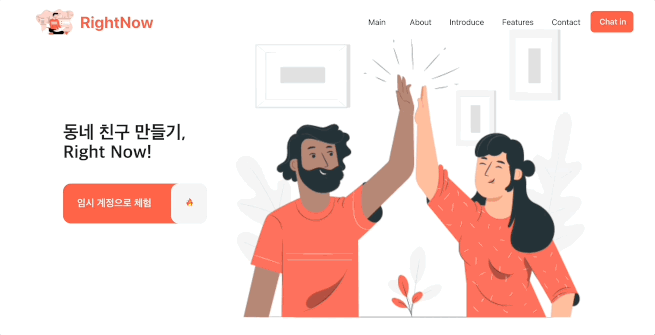 RightNow
Main
About
Introduce
Features
Contact
Chat in
동네 친구 만들기,
Right Now!
임시 계정으로 체험